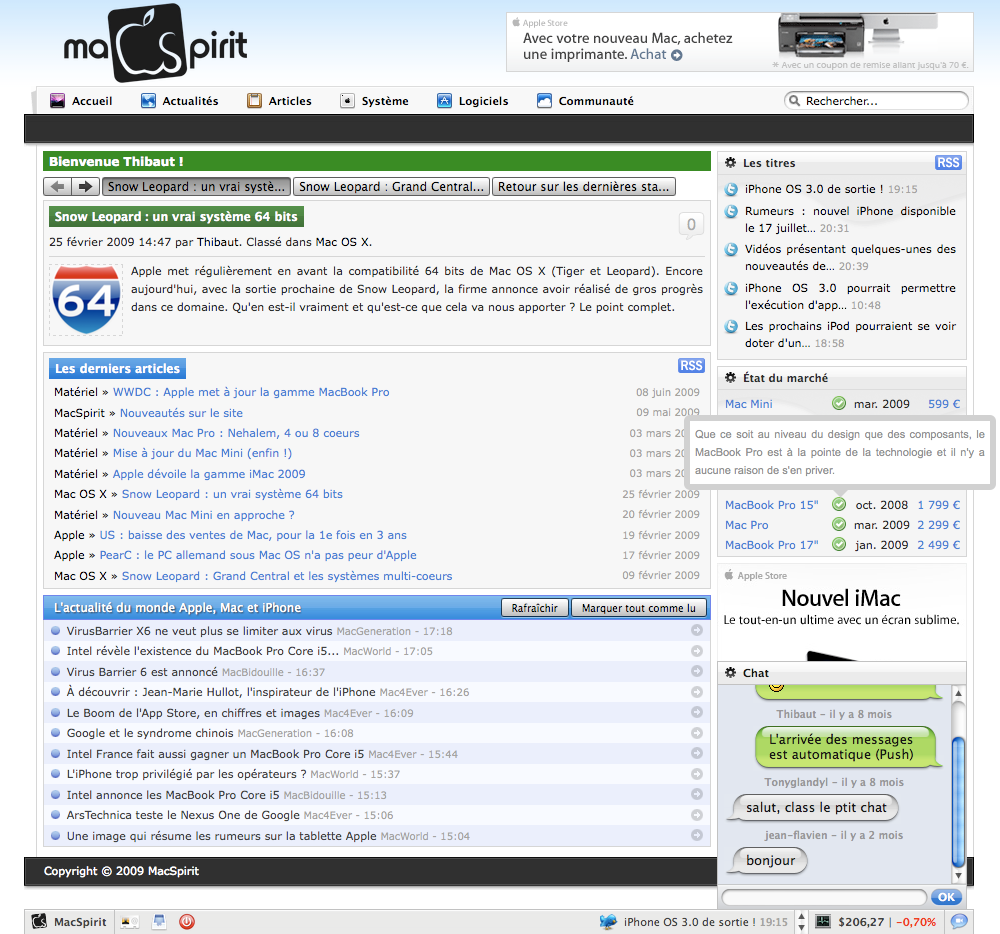 macSpirit
Apple Store
Avec votre nouveau Mac, achetez
une imprimante. Achat
* Avec un coupon de remise allant jusqu'à 70 €.
Accueil
Actualités
Articles
Système
Logiciels
Communauté
Rechercher...
Bienvenue Thibaut !
Snow Leopard : un vrai systè...
Snow Leopard : Grand Central...
Retour sur les dernières sta...
Snow Leopard : un vrai système 64 bits
0
25 février 2009 14:47 par Thibaut. Classé dans Mac OS X.
64
Apple met régulièrement en avant la compatibilité 64 bits de Mac OS X (Tiger et Leopard). Encore
aujourd'hui, avec la sortie prochaine de Snow Leopard, la firme annonce avoir réalisé de gros progrès
dans ce domaine. Qu'en est-il vraiment et qu'est-ce que cela va nous apporter ? Le point complet.
Les derniers articles
RSS
Matériel » WWDC : Apple met à jour la gamme MacBook Pro 08 juin 2009
MacSpirit » Nouveautés sur le site 09 mai 2009
Matériel » Nouveaux Mac Pro : Nehalem, 4 ou 8 coeurs 03 mars 20
Matériel » Mise à jour du Mac Mini (enfin !) 03 mars 20
Matériel » Apple dévoile la gamme iMac 2009 03 mars 20
Mac OS X » Snow Leopard : un vrai système 64 bits 25 février 2009
Matériel » Nouveau Mac Mini en approche ? 20 février 2009
Apple » US : baisse des ventes de Mac, pour la 1e fois en 3 ans 19 février 2009
Apple » PearC : le PC allemand sous Mac OS n'a pas peur d'Apple 17 février 2009
Mac OS X » Snow Leopard : Grand Central et les systèmes multi-coeurs 09 février 2009
L'actualité du monde Apple, Mac et iPhone
Rafraîchir
Marquer tout comme lu
VirusBarrier X6 ne veut plus se limiter aux virus MacGeneration - 17:18
Intel révèle l'existence du MacBook Pro Core i5... MacWorld - 17:05
Virus Barrier 6 est annoncé MacBidouille - 16:37
À découvrir : Jean-Marie Hullot, l'inspirateur de l'iPhone Mac4Ever - 16:26
Le Boom de l'App Store, en chiffres et images Mac4Ever - 16:09
Google et le syndrome chinois MacGeneration - 16:08
Intel France fait aussi gagner un MacBook Pro Core i5 Mac4Ever - 15:44
L'iPhone trop privilégié par les opérateurs ? MacWorld - 15:37
Intel annonce les MacBook Pro Core i5 MacBidouille - 15:13
ArsTechnica teste le Nexus One de Google Mac4Ever - 15:06
Une image qui résume les rumeurs sur la tablette Apple MacWorld - 15:04
Les titres
RSS
iPhone OS 3.0 de sortie ! 19:15
Rumeurs : nouvel iPhone disponible
le 17 juillet... 20:31
Vidéos présentant quelques-unes des
nouveautés de... 20:39
iPhone OS 3.0 pourrait permettre
l'exécution d'app... 10:48
Les prochains iPod pourraient se voir
doter d'un... 18:58
État du marché
Mac Mini mar. 2009 599 €
Que ce soit au niveau du design que des composants, le
MacBook Pro est à la pointe de la technologie et il n'y a
aucune raison de s'en priver.
MacBook Pro 15" oct. 2008 1 799 €
Mac Pro mar. 2009 2 299 €
MacBook Pro 17" jan. 2009 2 499 €
Apple Store
Nouvel iMac
Le tout-en-un ultime avec un écran sublime.
Chat
Thibaut - il y a 8 mois
L'arrivée des messages
est automatique (Push)
Tonyglandyl - il y a 8 mois
salut, class le ptit chat
jean-flavien - il y a 2 mois
bonjour
OK
Copyright © 2009 MacSpirit
MacSpirit
iPhone OS 3.0 de sortie ! 19:15
$206,27 | -0,70%